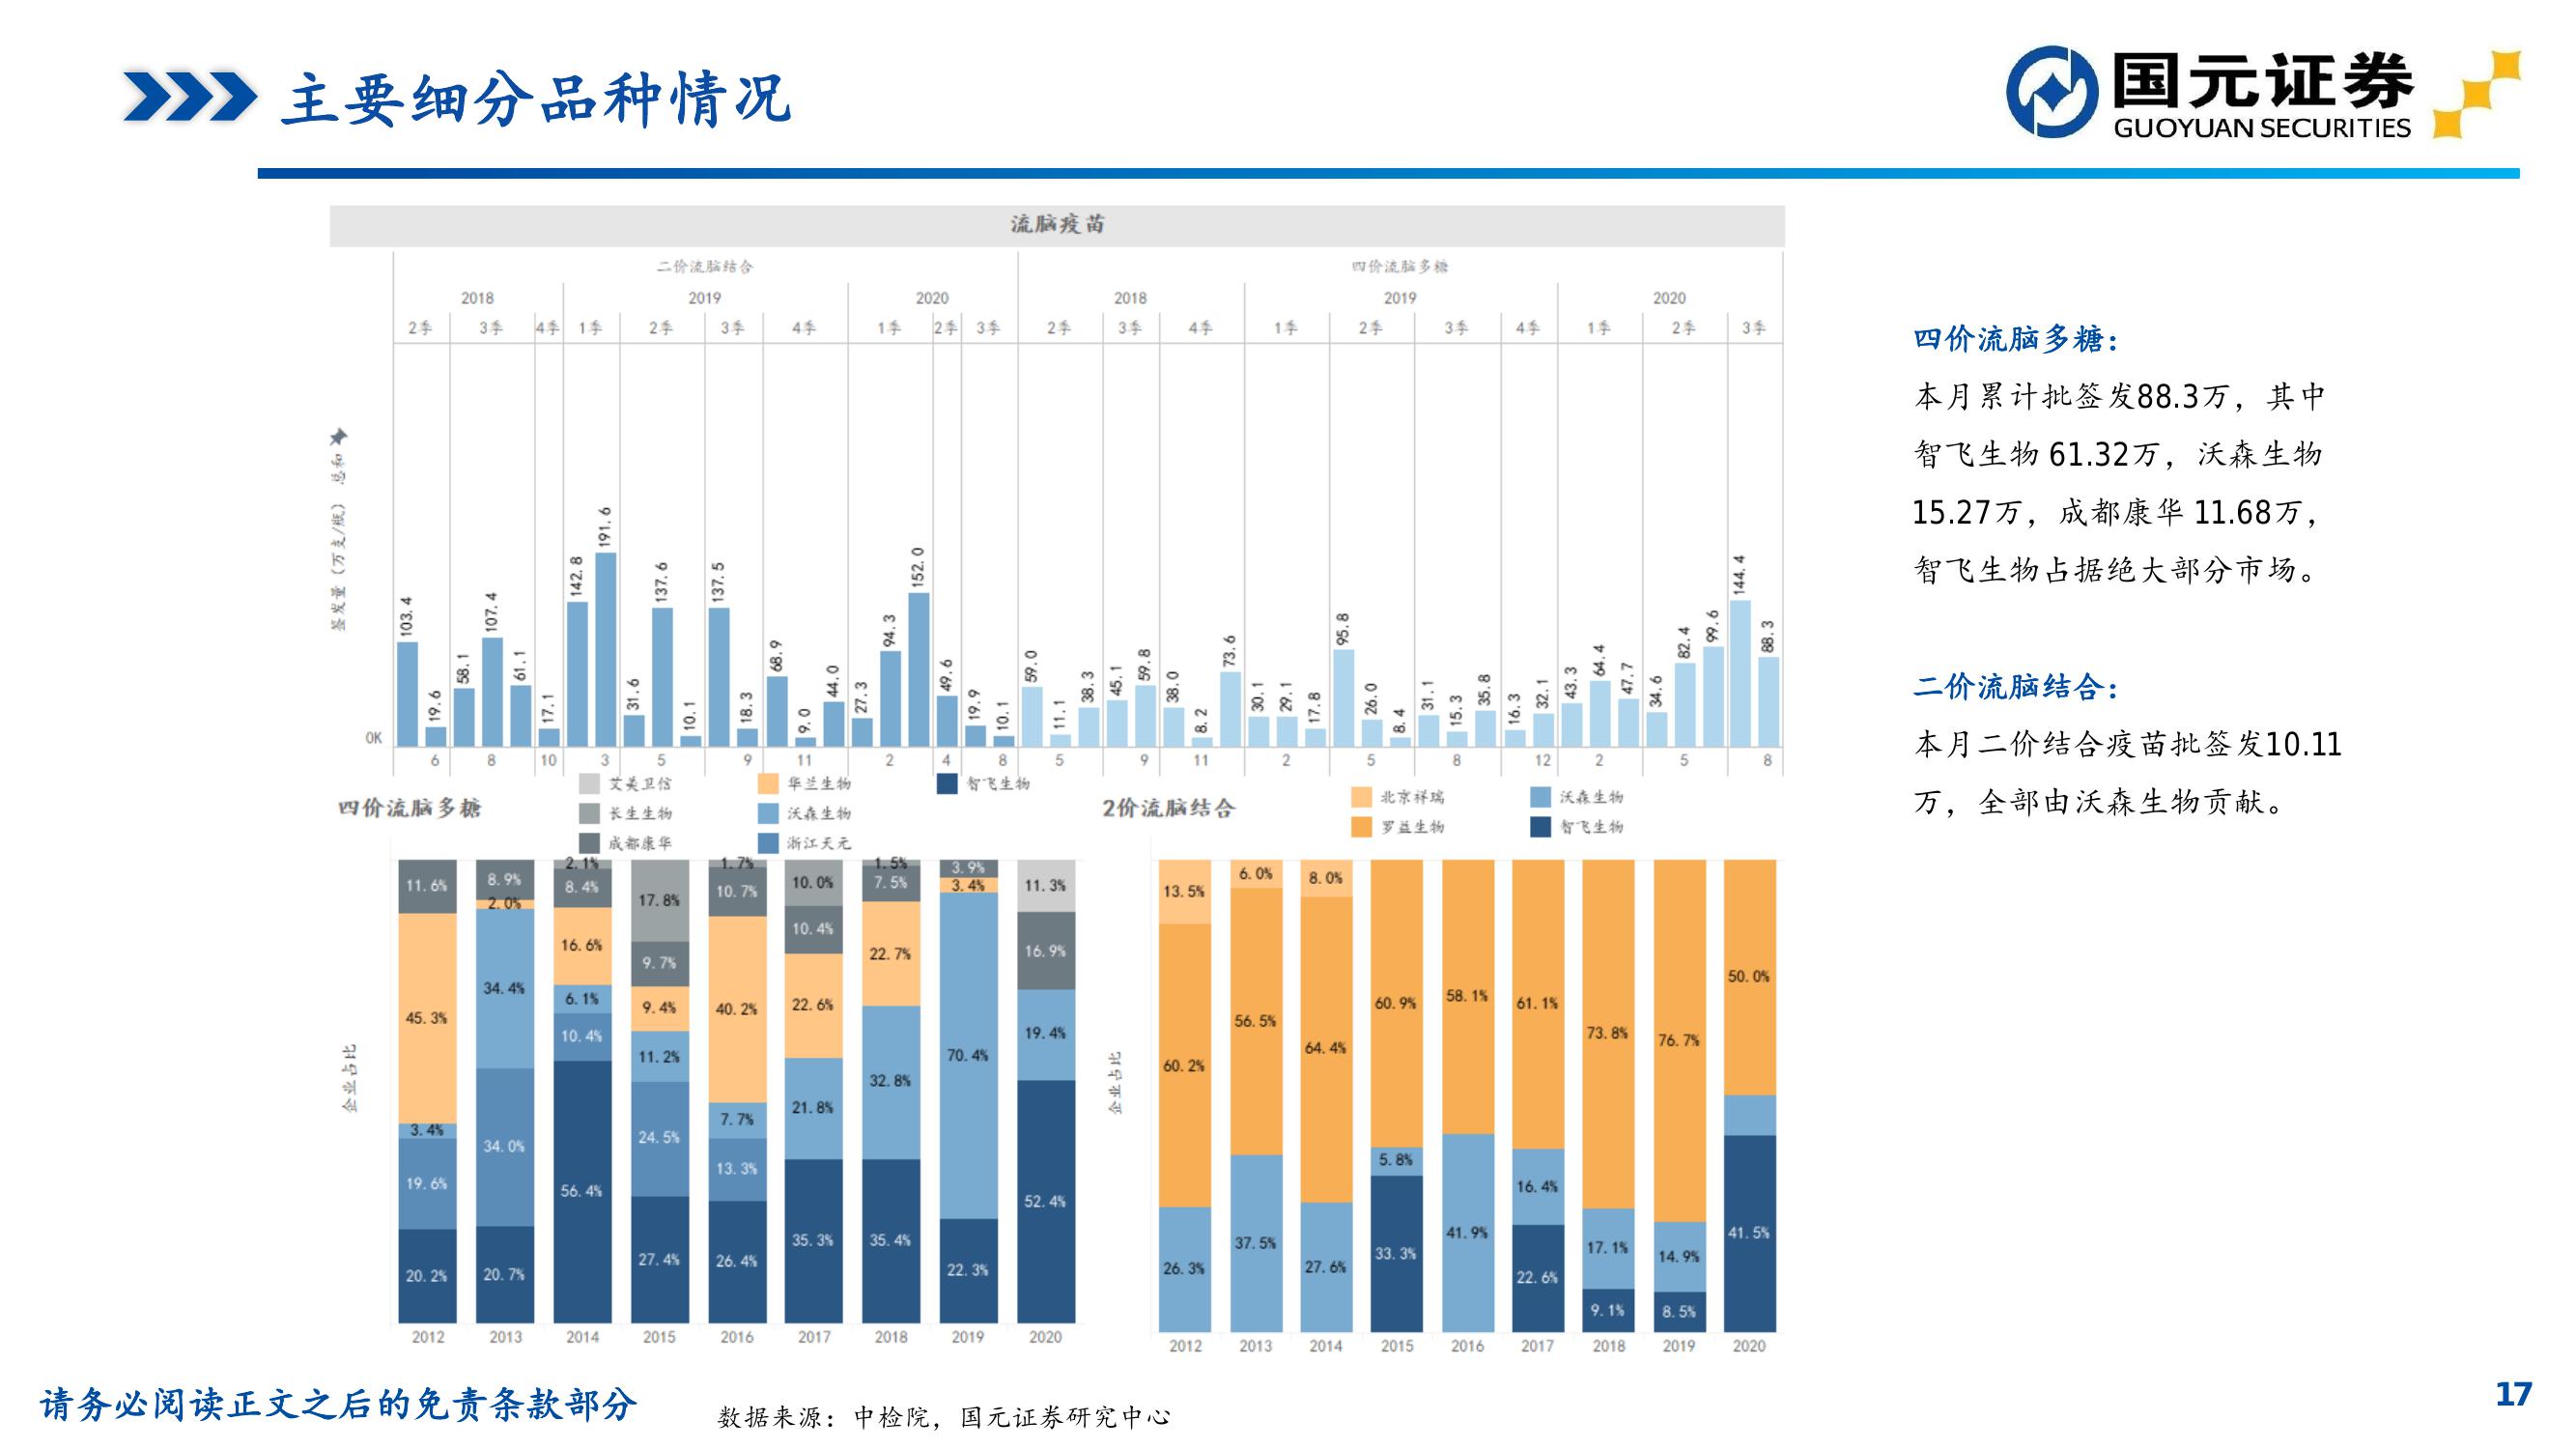 主要细分品种情况
国元证券
GUOYUAN SECURITIES
流脑疫苗
二价流脑结合 四价流脑多糖
2018 2019 2020 2018 2019 2020
2季 3季 4季 1季 2季 3季 4季 1季 2季 3季 2季 3季 4季 1季 2季 3季 4季 1季 2季 3季
签发量（万支/瓶） 总和
103.4 19.6 58.1 107.4 61.1 17.1 142.8 191.6 31.6 137.6 10.1 137.5 18.3 68.9 9.0 44.0 27.3 94.3 152.0 49.6 19.9 10.1 59.0 11.1 38.3 45.1 59.8 38.0 8.2 73.6 30.1 29.1 17.8 95.8 26.0 8.4 31.1 15.3 35.8 16.3 32.1 43.3 64.4 47.7 34.6 82.4 99.6 144.4 88.3
0K
6 8 10 3 5 9 11 2 4 8 5 9 11 2 5 8 12 2 5 8
四价流脑多糖
艾美卫信 华兰生物 智飞生物
长生生物 沃森生物
成都康华 浙江天元
企业占比
11.6% 45.3% 3.4% 19.6% 20.2%
8.9% 2.0% 34.4% 34.0% 20.7%
2.1% 8.4% 16.6% 6.1% 10.4% 56.4%
17.8% 9.7% 9.4% 11.2% 24.5% 27.4%
1.7% 10.7% 40.2% 7.7% 13.3% 26.4%
10.0% 10.4% 22.6% 21.8% 35.3%
1.5% 7.5% 22.7% 32.8% 35.4%
3.9% 3.4% 70.4% 22.3%
11.3% 16.9% 19.4% 52.4%
2012 2013 2014 2015 2016 2017 2018 2019 2020
2价流脑结合
北京祥瑞 沃森生物
罗益生物 智飞生物
企业占比
13.5% 60.2% 26.3%
6.0% 56.5% 37.5%
8.0% 64.4% 27.6%
60.9% 5.8% 33.3%
58.1% 41.9%
61.1% 16.4% 22.6%
73.8% 17.1% 9.1%
76.7% 14.9% 8.5%
50.0% 41.5%
2012 2013 2014 2015 2016 2017 2018 2019 2020
四价流脑多糖：
本月累计批签发88.3万，其中
智飞生物 61.32万，沃森生物
15.27万，成都康华 11.68万，
智飞生物占据绝大部分市场。
二价流脑结合：
本月二价结合疫苗批签发10.11
万，全部由沃森生物贡献。
请务必阅读正文之后的免责条款部分
数据来源：中检院，国元证券研究中心
17